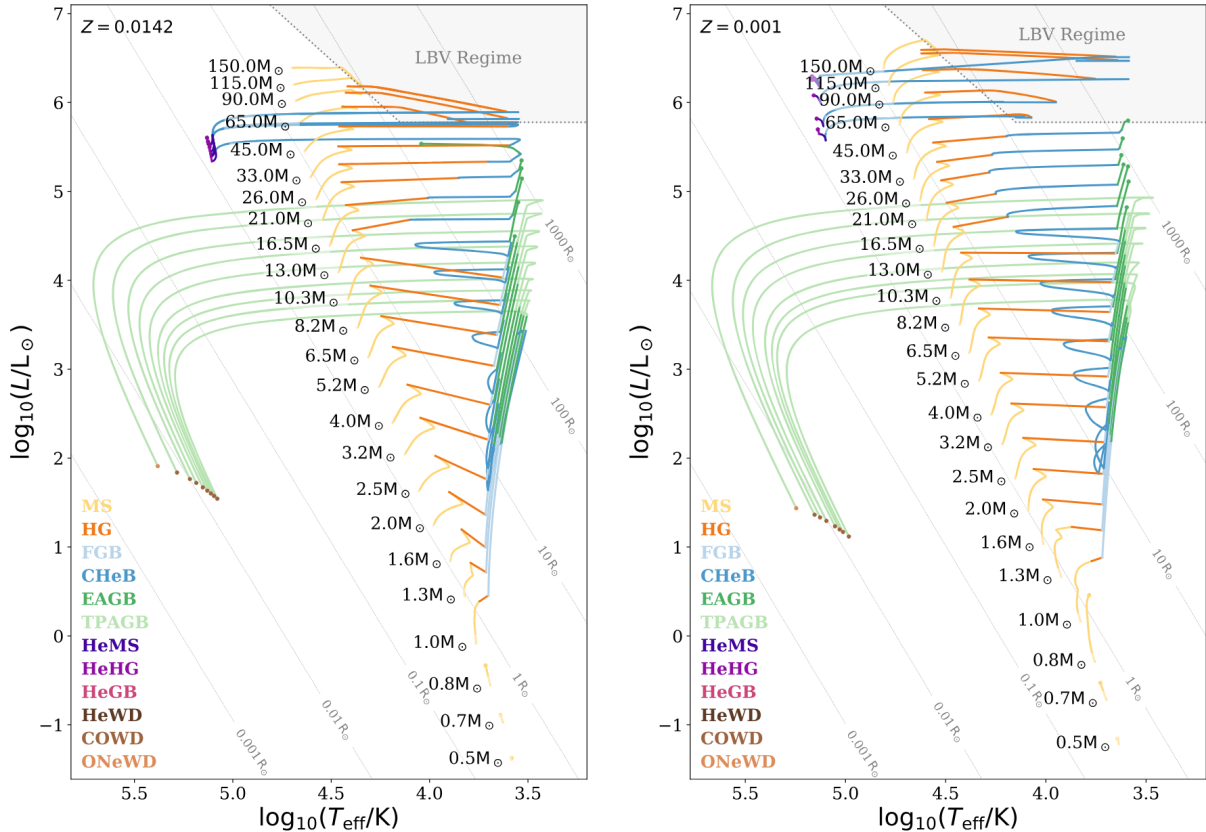 Z = 0.0142
LBV Regime
150.0M⊙
115.0M⊙
90.0M⊙
65.0M⊙
45.0M⊙
33.0M⊙
26.0M⊙
21.0M⊙
16.5M⊙
13.0M⊙
10.3M⊙
8.2M⊙
6.5M⊙
5.2M⊙
4.0M⊙
3.2M⊙
2.5M⊙
2.0M⊙
1.6M⊙
1.3M⊙
1.0M⊙
0.8M⊙
0.7M⊙
0.5M⊙
1000R⊙
100R⊙
10R⊙
1R⊙
0.1R⊙
0.01R⊙
0.001R⊙
MS
HG
FGB
CHeB
EAGB
TPAGB
HeMS
HeHG
HeGB
HeWD
COWD
ONeWD
7
6
5
4
3
2
1
0
−1
log₁₀(L/L⊙)
5.5 5.0 4.5 4.0 3.5
log₁₀(T_eff/K)
Z = 0.001
LBV Regime
150.0M⊙
115.0M⊙
90.0M⊙
65.0M⊙
45.0M⊙
33.0M⊙
26.0M⊙
21.0M⊙
16.5M⊙
13.0M⊙
10.3M⊙
8.2M⊙
6.5M⊙
5.2M⊙
4.0M⊙
3.2M⊙
2.5M⊙
2.0M⊙
1.6M⊙
1.3M⊙
1.0M⊙
0.8M⊙
0.7M⊙
0.5M⊙
1000R⊙
100R⊙
10R⊙
1R⊙
0.1R⊙
0.01R⊙
0.001R⊙
MS
HG
FGB
CHeB
EAGB
TPAGB
HeMS
HeHG
HeGB
HeWD
COWD
ONeWD
7
6
5
4
3
2
1
0
−1
log₁₀(L/L⊙)
5.5 5.0 4.5 4.0 3.5
log₁₀(T_eff/K)